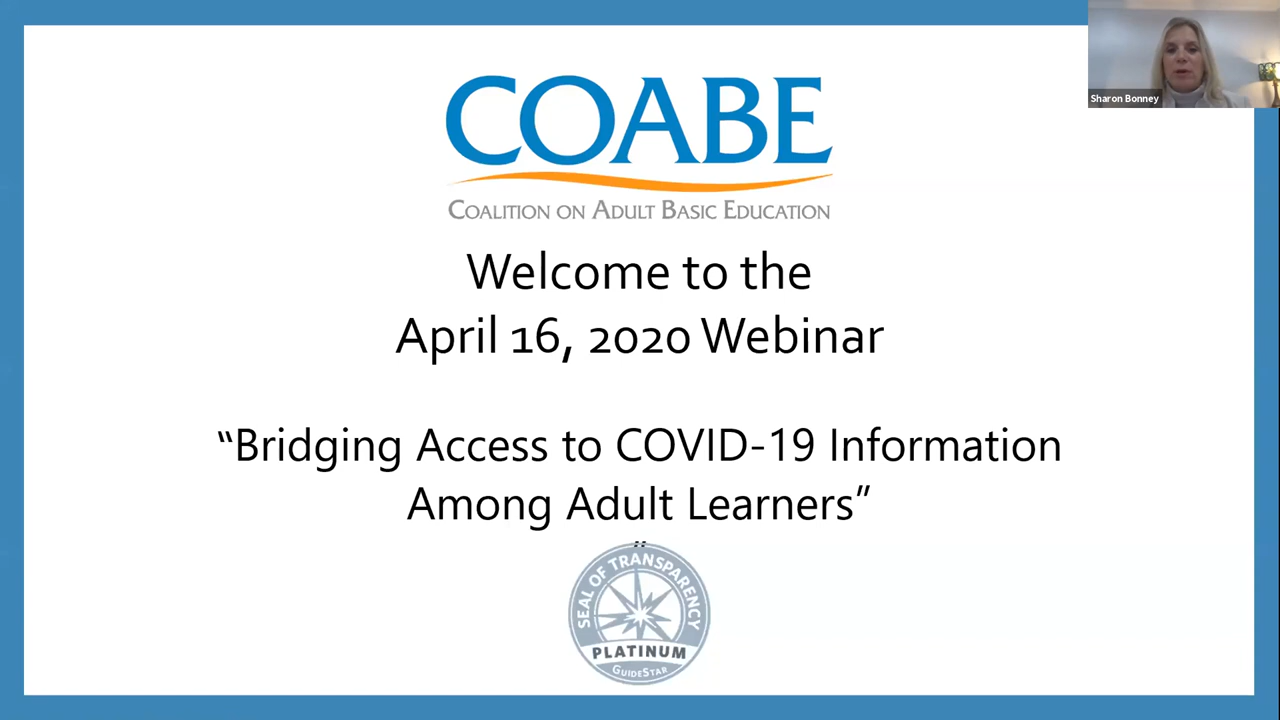 Sharon Bonney
COABE
COALITION ON ADULT BASIC EDUCATION
Welcome to the
April 16, 2020 Webinar
“Bridging Access to COVID-19 Information
Among Adult Learners”
"
SEAL OF TRANSPARENCY
PLATINUM
GUIDESTAR